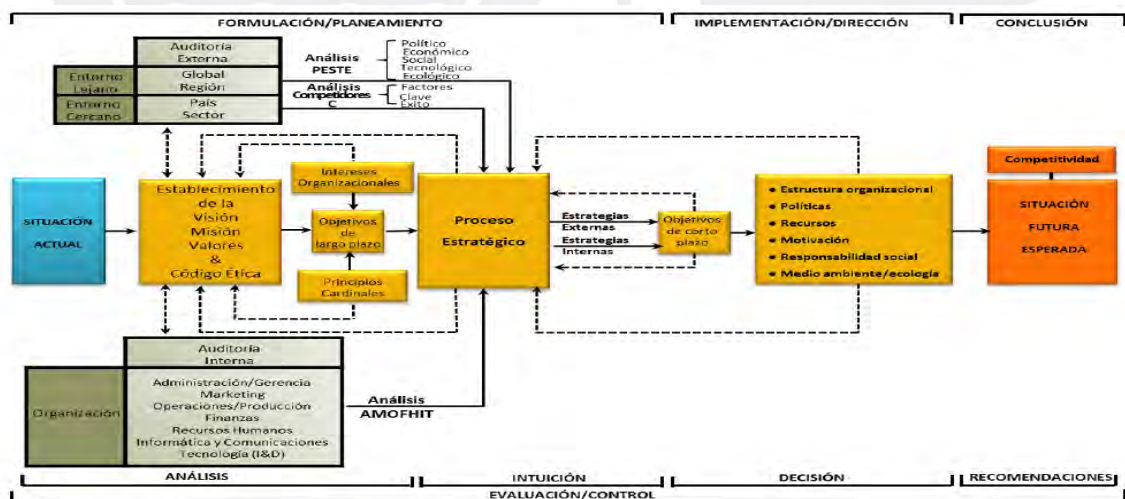 FORMULACIÓN/PLANEAMIENTO
IMPLEMENTACIÓN/DIRECCIÓN
CONCLUSIÓN
Auditoría
Externa
Entorno
Lejano
Global
Región
Entorno
Cercano
País
Sector
Análisis
PESTE
Político
Económico
Social
Tecnológico
Ecológico
Análisis
Competidores
C
Factores
Clave
Éxito
SITUACIÓN
ACTUAL
Establecimiento
de la
Visión
Misión
Valores
&
Código Ética
Intereses
Organizacionales
Objetivos
de
largo plazo
Principios
Cardinales
Proceso
Estratégico
Estrategias
Externas
Estrategias
Internas
Objetivos
de corto
plazo
• Estructura organizacional
• Políticas
• Recursos
• Motivación
• Responsabilidad social
• Medio ambiente/ecología
Competitividad
SITUACIÓN
FUTURA
ESPERADA
Auditoría
Interna
Organización
Administración/Gerencia
Marketing
Operaciones/Producción
Finanzas
Recursos Humanos
Informática y Comunicaciones
Tecnología (I&D)
Análisis
AMOFHIT
ANÁLISIS
INTUICIÓN
DECISIÓN
RECOMENDACIONES
EVALUACIÓN/CONTROL